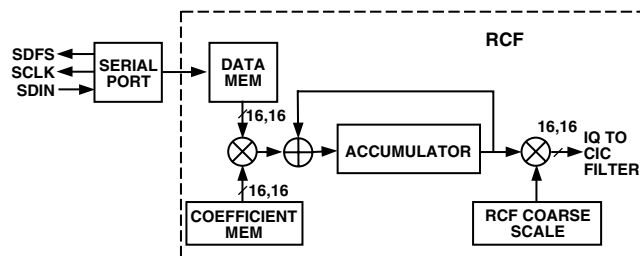 RCF
SDFS
SCLK
SDIN
SERIAL
PORT
DATA
MEM
16,16
16,16
COEFFICIENT
MEM
ACCUMULATOR
16,16
IQ TO
CIC
FILTER
RCF COARSE
SCALE